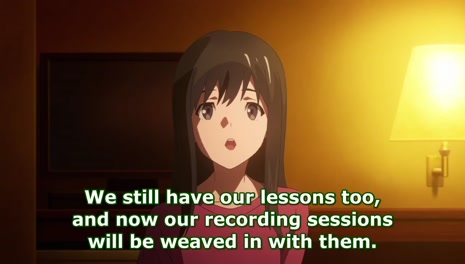 We still have our lessons too,
and now our recording sessions
will be weaved in with them.